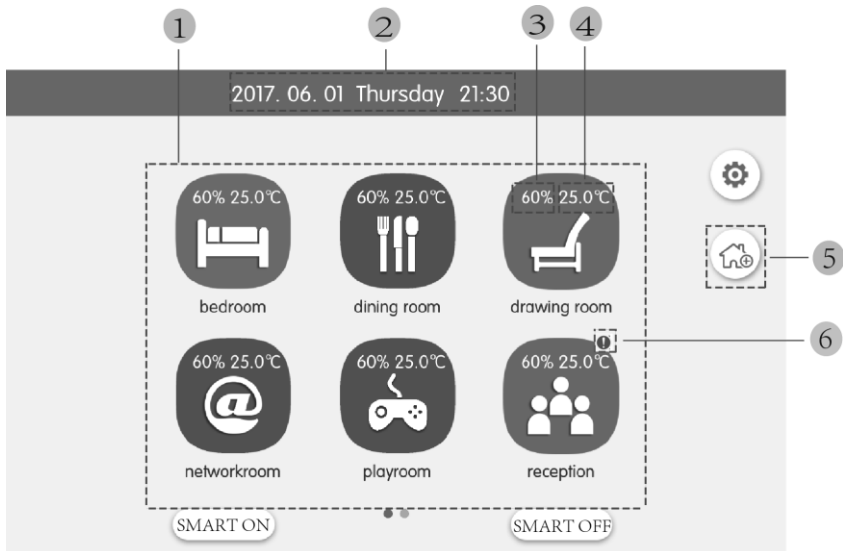 1 2 3 4
2017. 06. 01 Thursday 21:30
60% 25.0℃ 60% 25.0℃ 60% 25.0℃
5
bedroom dining room drawing room
6
60% 25.0℃ 60% 25.0℃ 60% 25.0℃
@
networkroom playroom reception
SMART ON SMART OFF